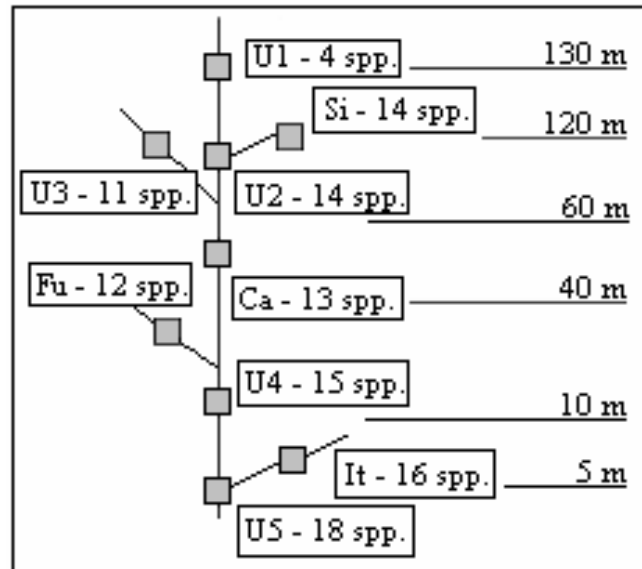 U1 - 4 spp.
130 m
Si - 14 spp.
120 m
U3 - 11 spp.
U2 - 14 spp.
60 m
Fu - 12 spp.
Ca - 13 spp.
40 m
U4 - 15 spp.
10 m
It - 16 spp.
5 m
U5 - 18 spp.